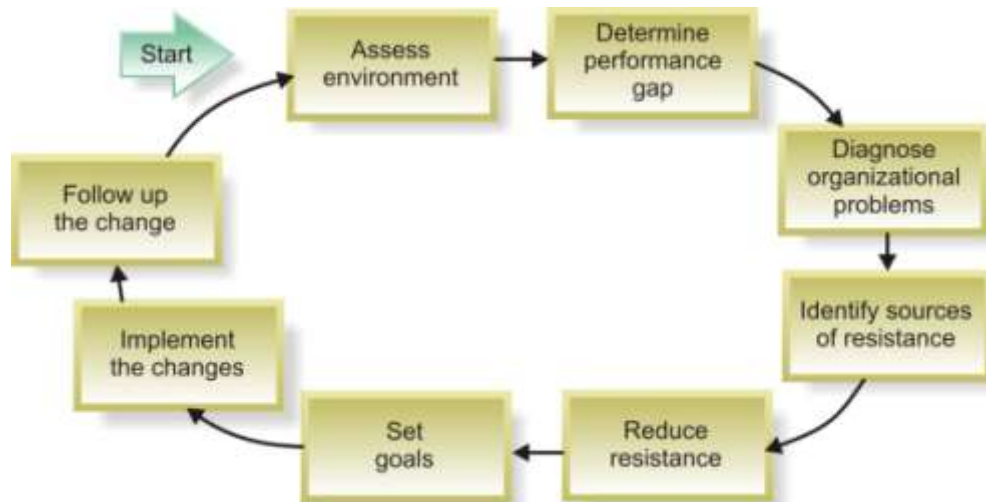 Start
Assess
environment
Determine
performance
gap
Diagnose
organizational
problems
Identify sources
of resistance
Reduce
resistance
Set
goals
Implement
the changes
Follow up
the change